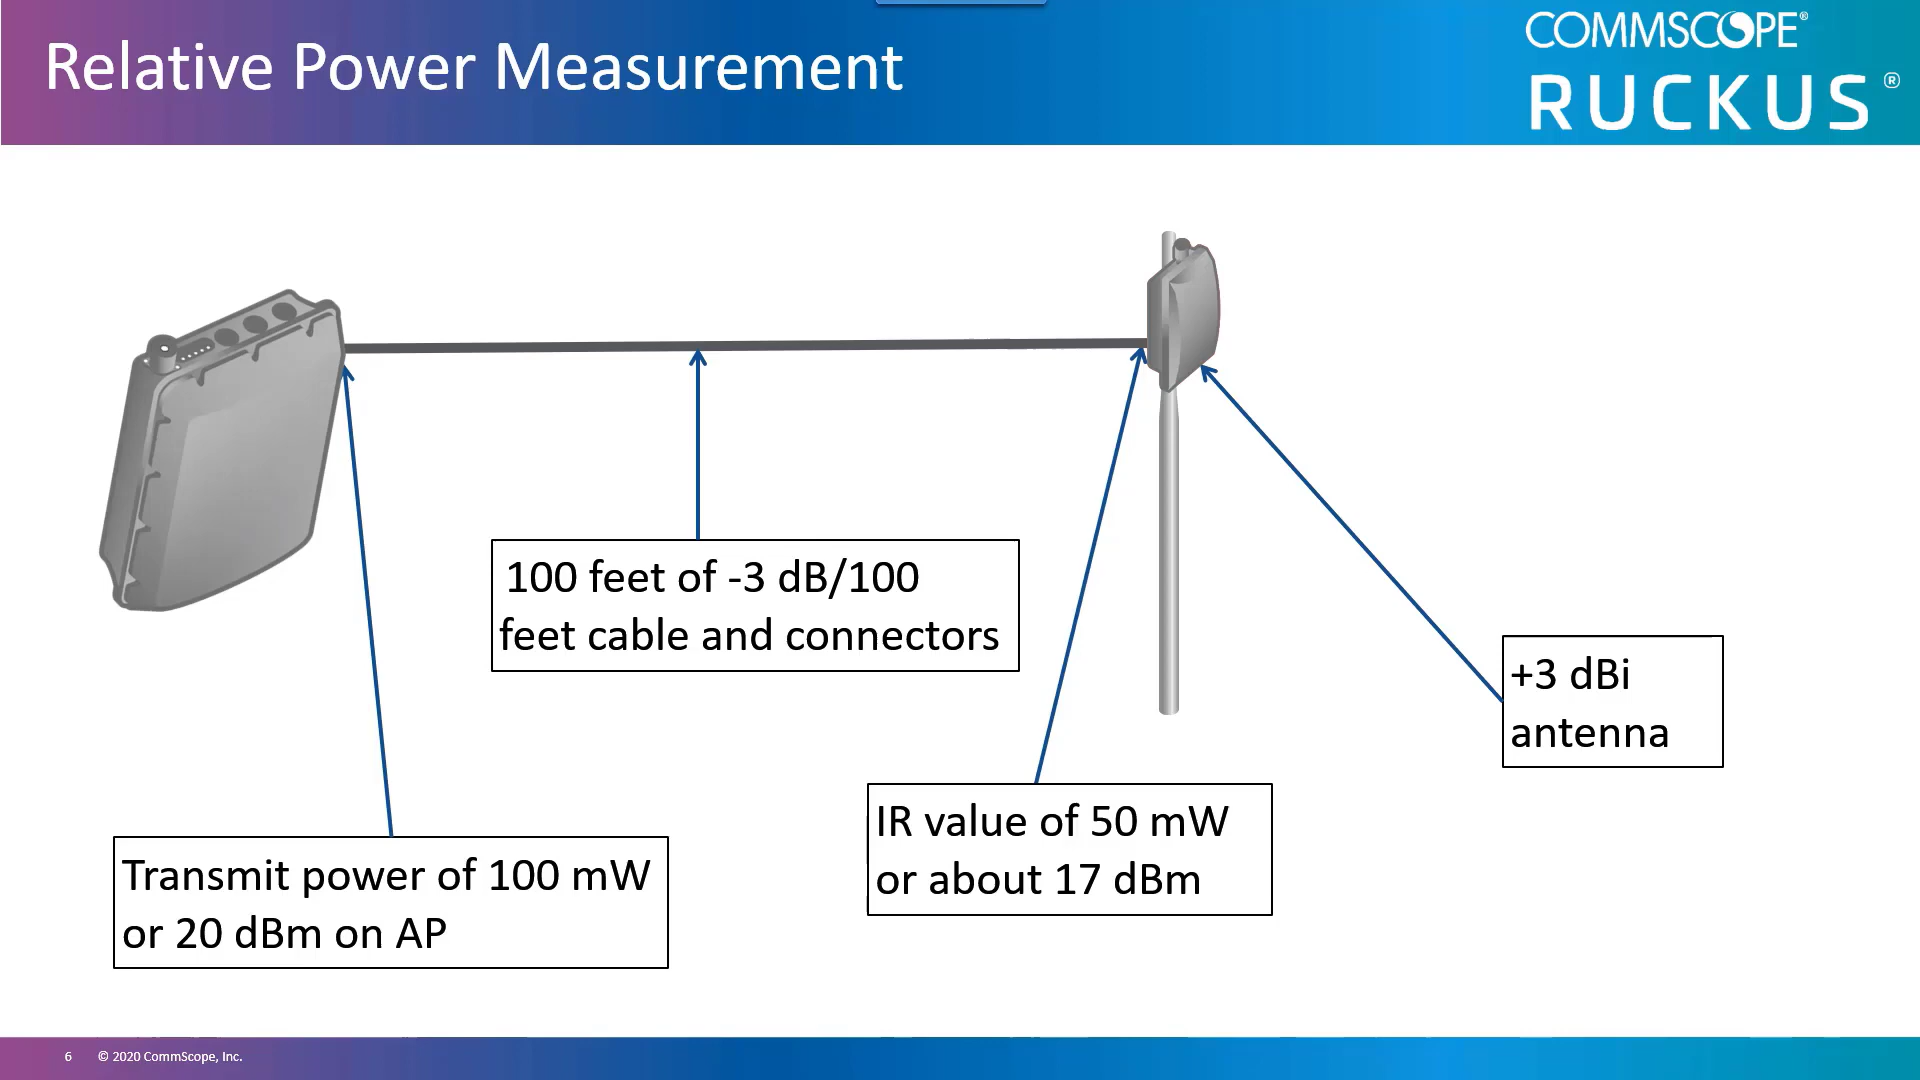 Relative Power Measurement
COMMSCOPE®
RUCKUS®
100 feet of -3 dB/100
feet cable and connectors
+3 dBi
antenna
IR value of 50 mW
or about 17 dBm
Transmit power of 100 mW
or 20 dBm on AP
6 © 2020 CommScope, Inc.